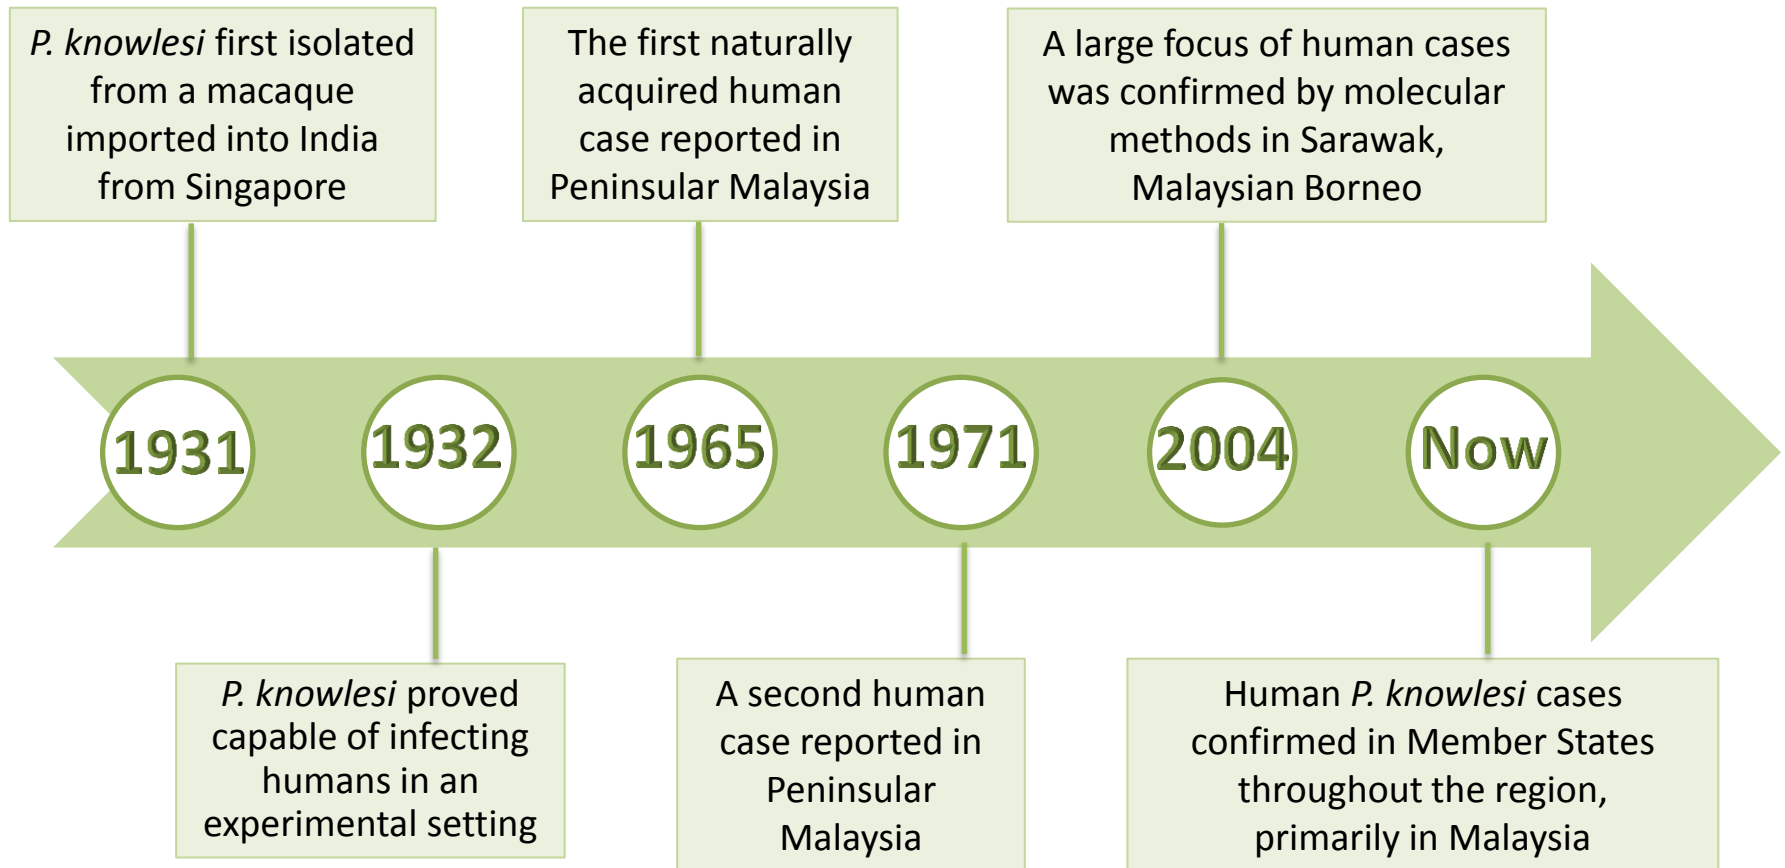 P. knowlesi first isolated
from a macaque
imported into India
from Singapore
The first naturally
acquired human
case reported in
Peninsular Malaysia
A large focus of human cases
was confirmed by molecular
methods in Sarawak,
Malaysian Borneo
1931
1932
1965
1971
2004
Now
P. knowlesi proved
capable of infecting
humans in an
experimental setting
A second human
case reported in
Peninsular
Malaysia
Human P. knowlesi cases
confirmed in Member States
throughout the region,
primarily in Malaysia